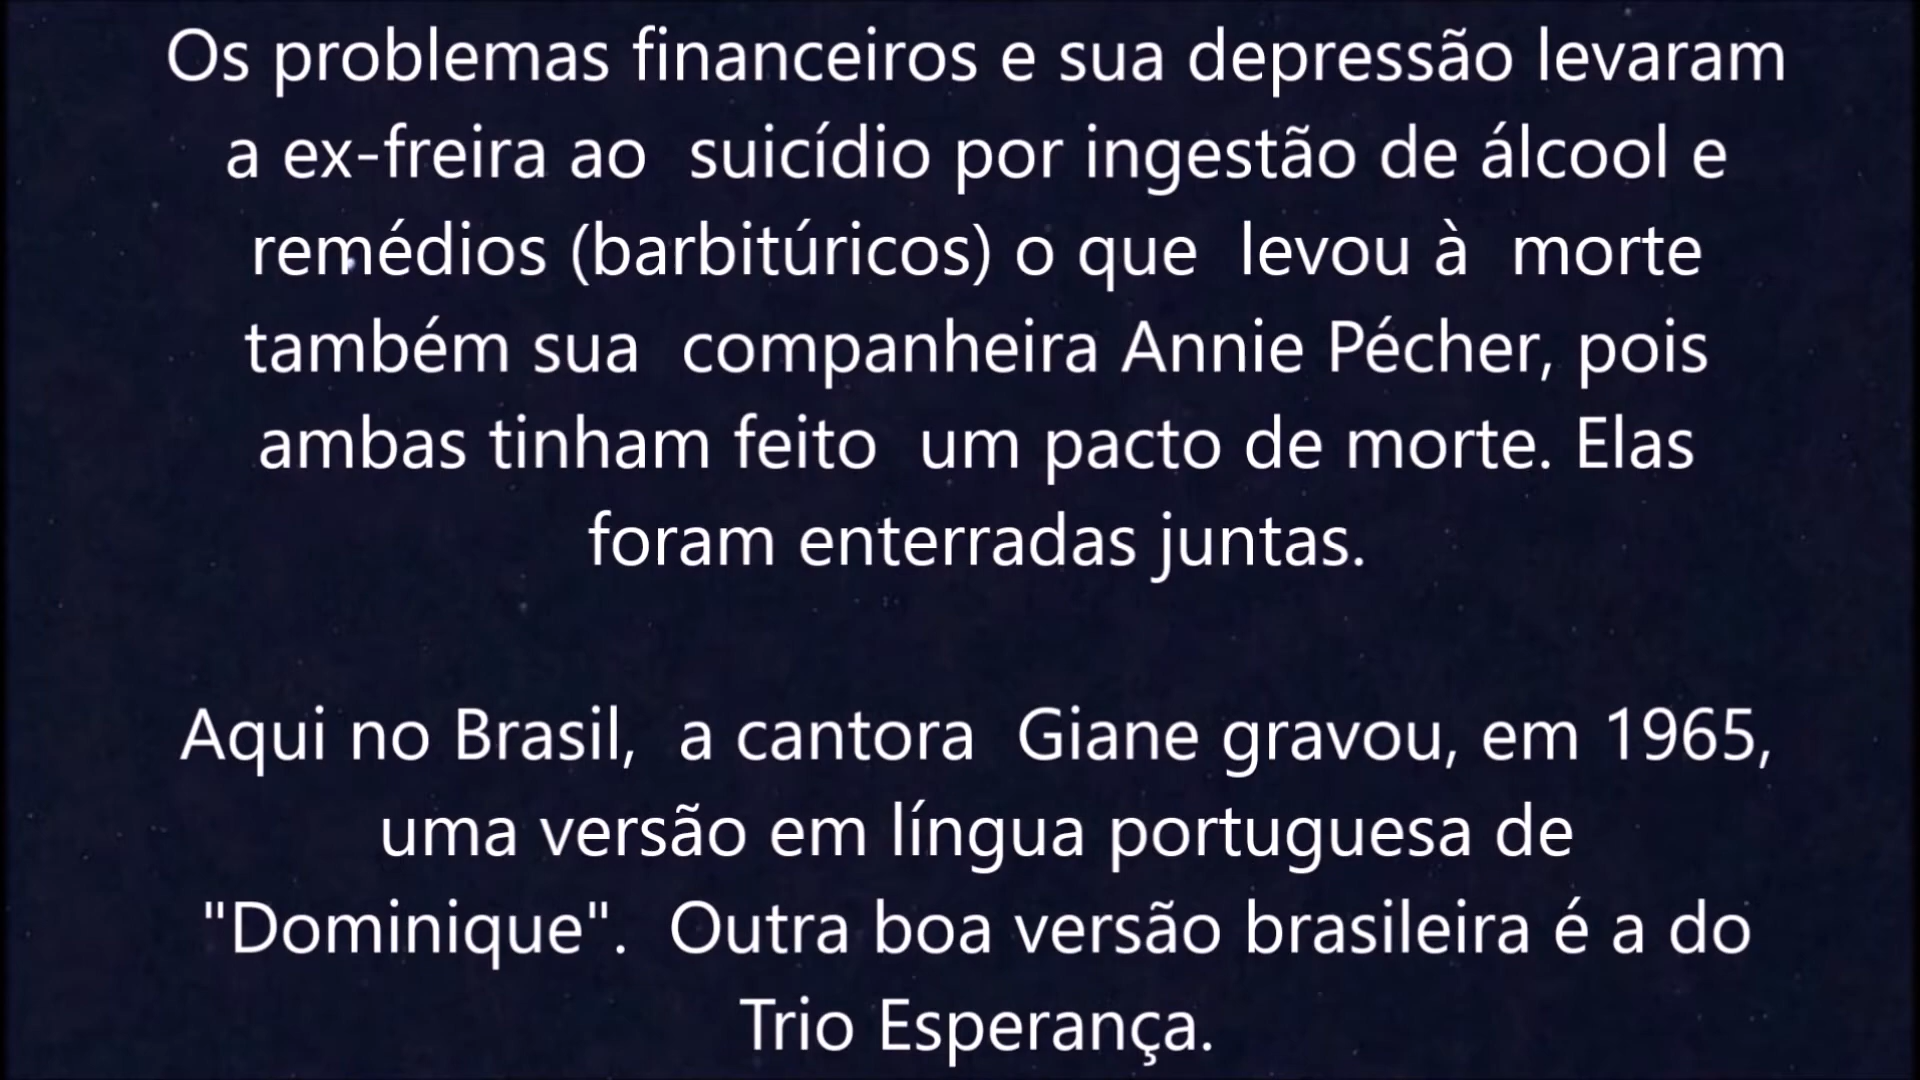 Os problemas financeiros e sua depressão levaram
a ex-freira ao  suicídio por ingestão de álcool e
remédios (barbitúricos) o que  levou à  morte
também sua  companheira Annie Pécher, pois
ambas tinham feito  um pacto de morte. Elas
foram enterradas juntas.
Aqui no Brasil,  a cantora  Giane gravou, em 1965,
uma versão em língua portuguesa de
"Dominique".  Outra boa versão brasileira é a do
Trio Esperança.